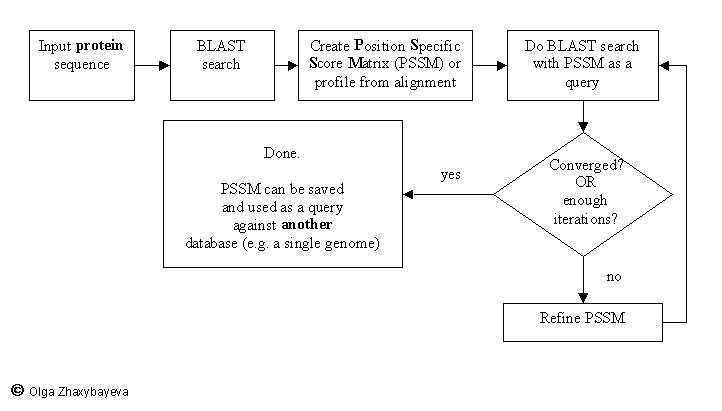 Input protein
sequence
BLAST
search
Create Position Specific
Score Matrix (PSSM) or
profile from alignment
Do BLAST search
with PSSM as a
query
Converged?
OR
enough
iterations?
yes
Done.
PSSM can be saved
and used as a query
against another
database (e.g. a single genome)
no
Refine PSSM
© Olga Zhaxybayeva